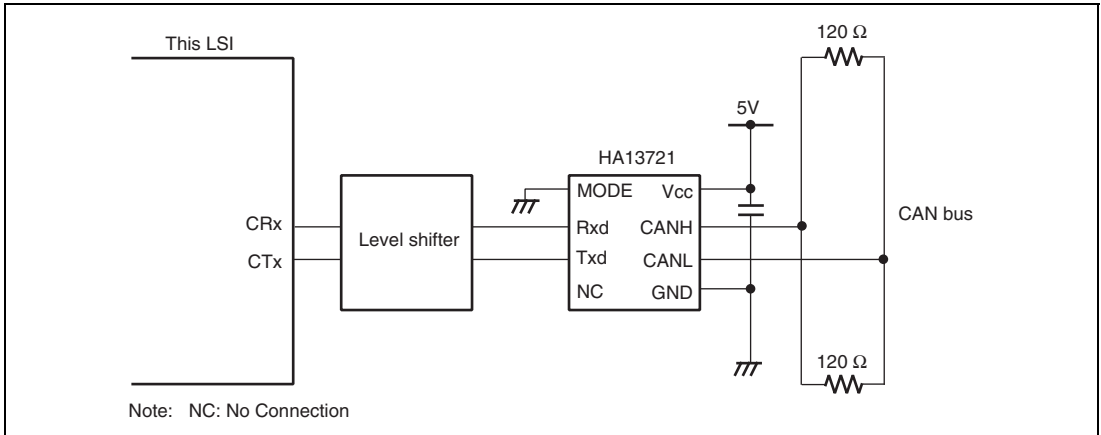 120 Ω
This LSI
5V
HA13721
MODE Vcc
CRx
Rxd CANH
CAN bus
Level shifter
CTx
Txd CANL
NC GND
120 Ω
Note: NC: No Connection